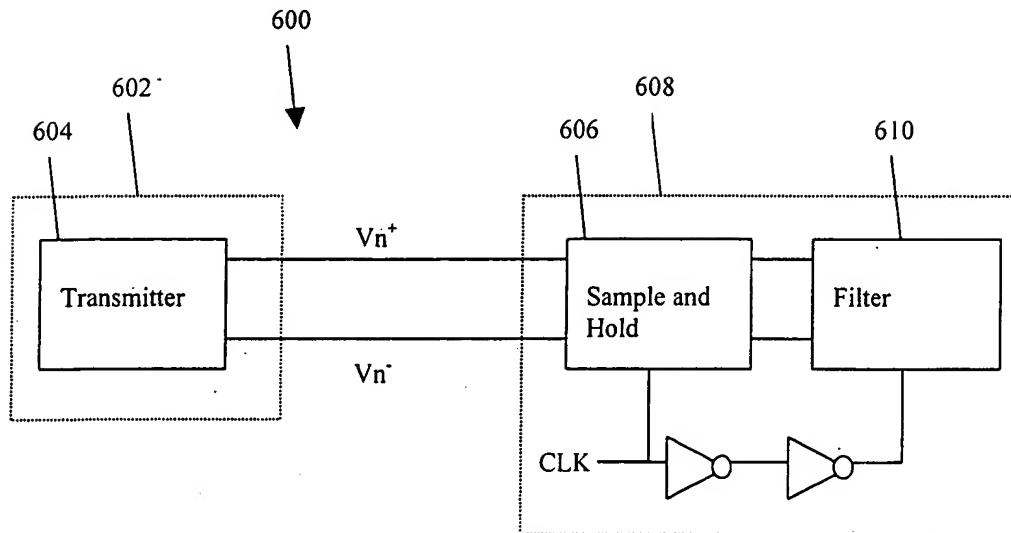 600
602
608
604
606
610
Vn+
Transmitter
Sample and
Hold
Filter
Vn-
CLK